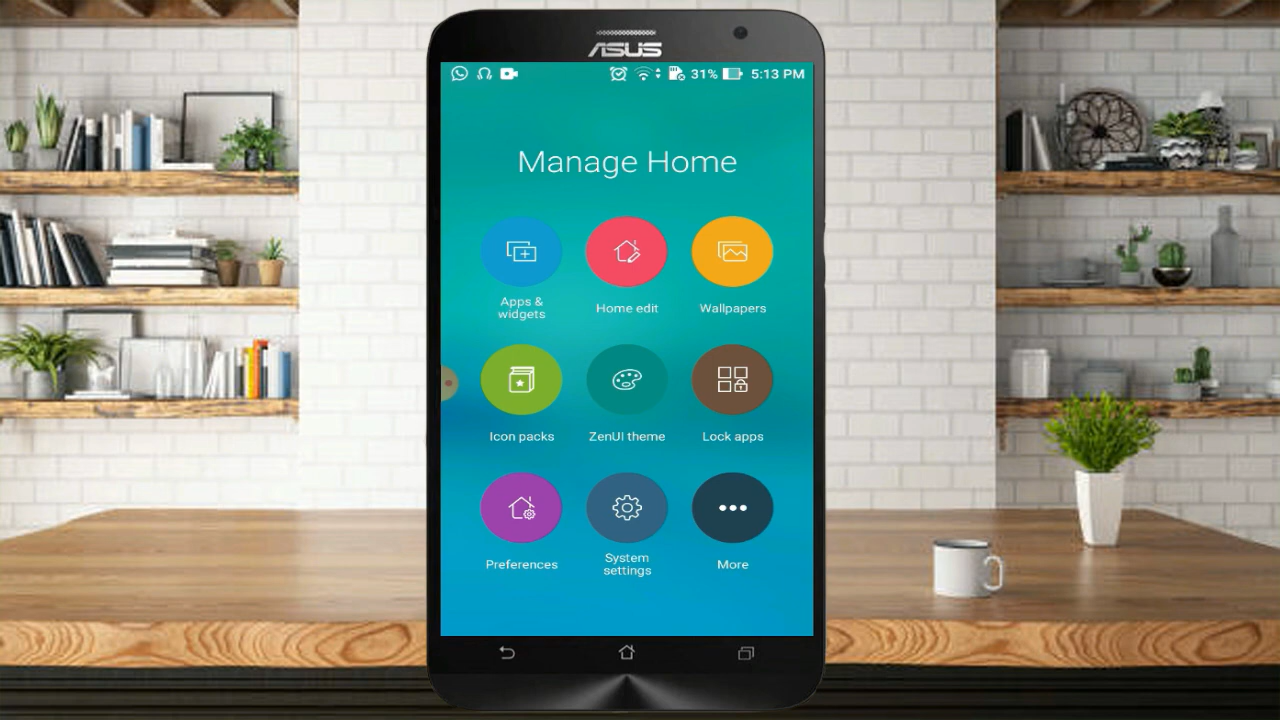 ASUS
31% 5:13 PM
Manage Home
Apps &
widgets
Home edit
Wallpapers
Icon packs
ZenUI theme
Lock apps
Preferences
System
settings
More